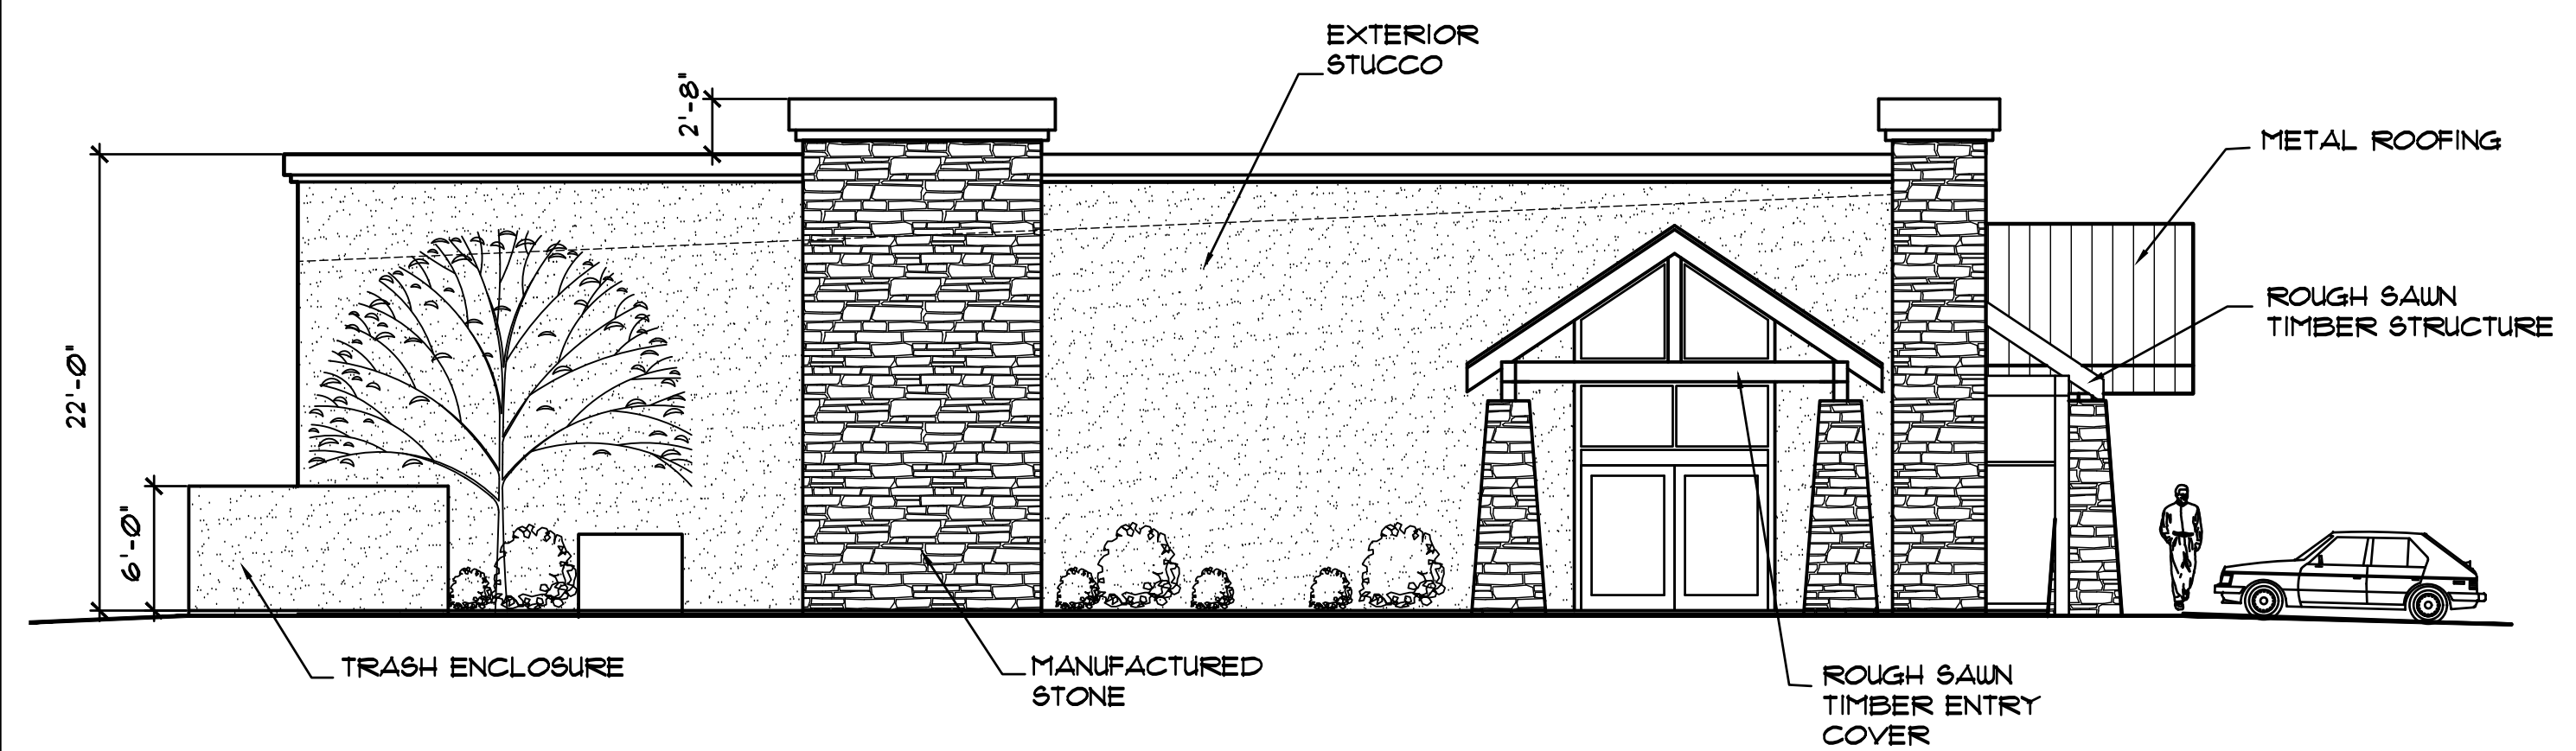 EXTERIOR
STUCCO
2'-8"
METAL ROOFING
ROUGH SAWN
TIMBER STRUCTURE
22'-0"
6'-0"
TRASH ENCLOSURE
MANUFACTURED
STONE
ROUGH SAWN
TIMBER ENTRY
COVER